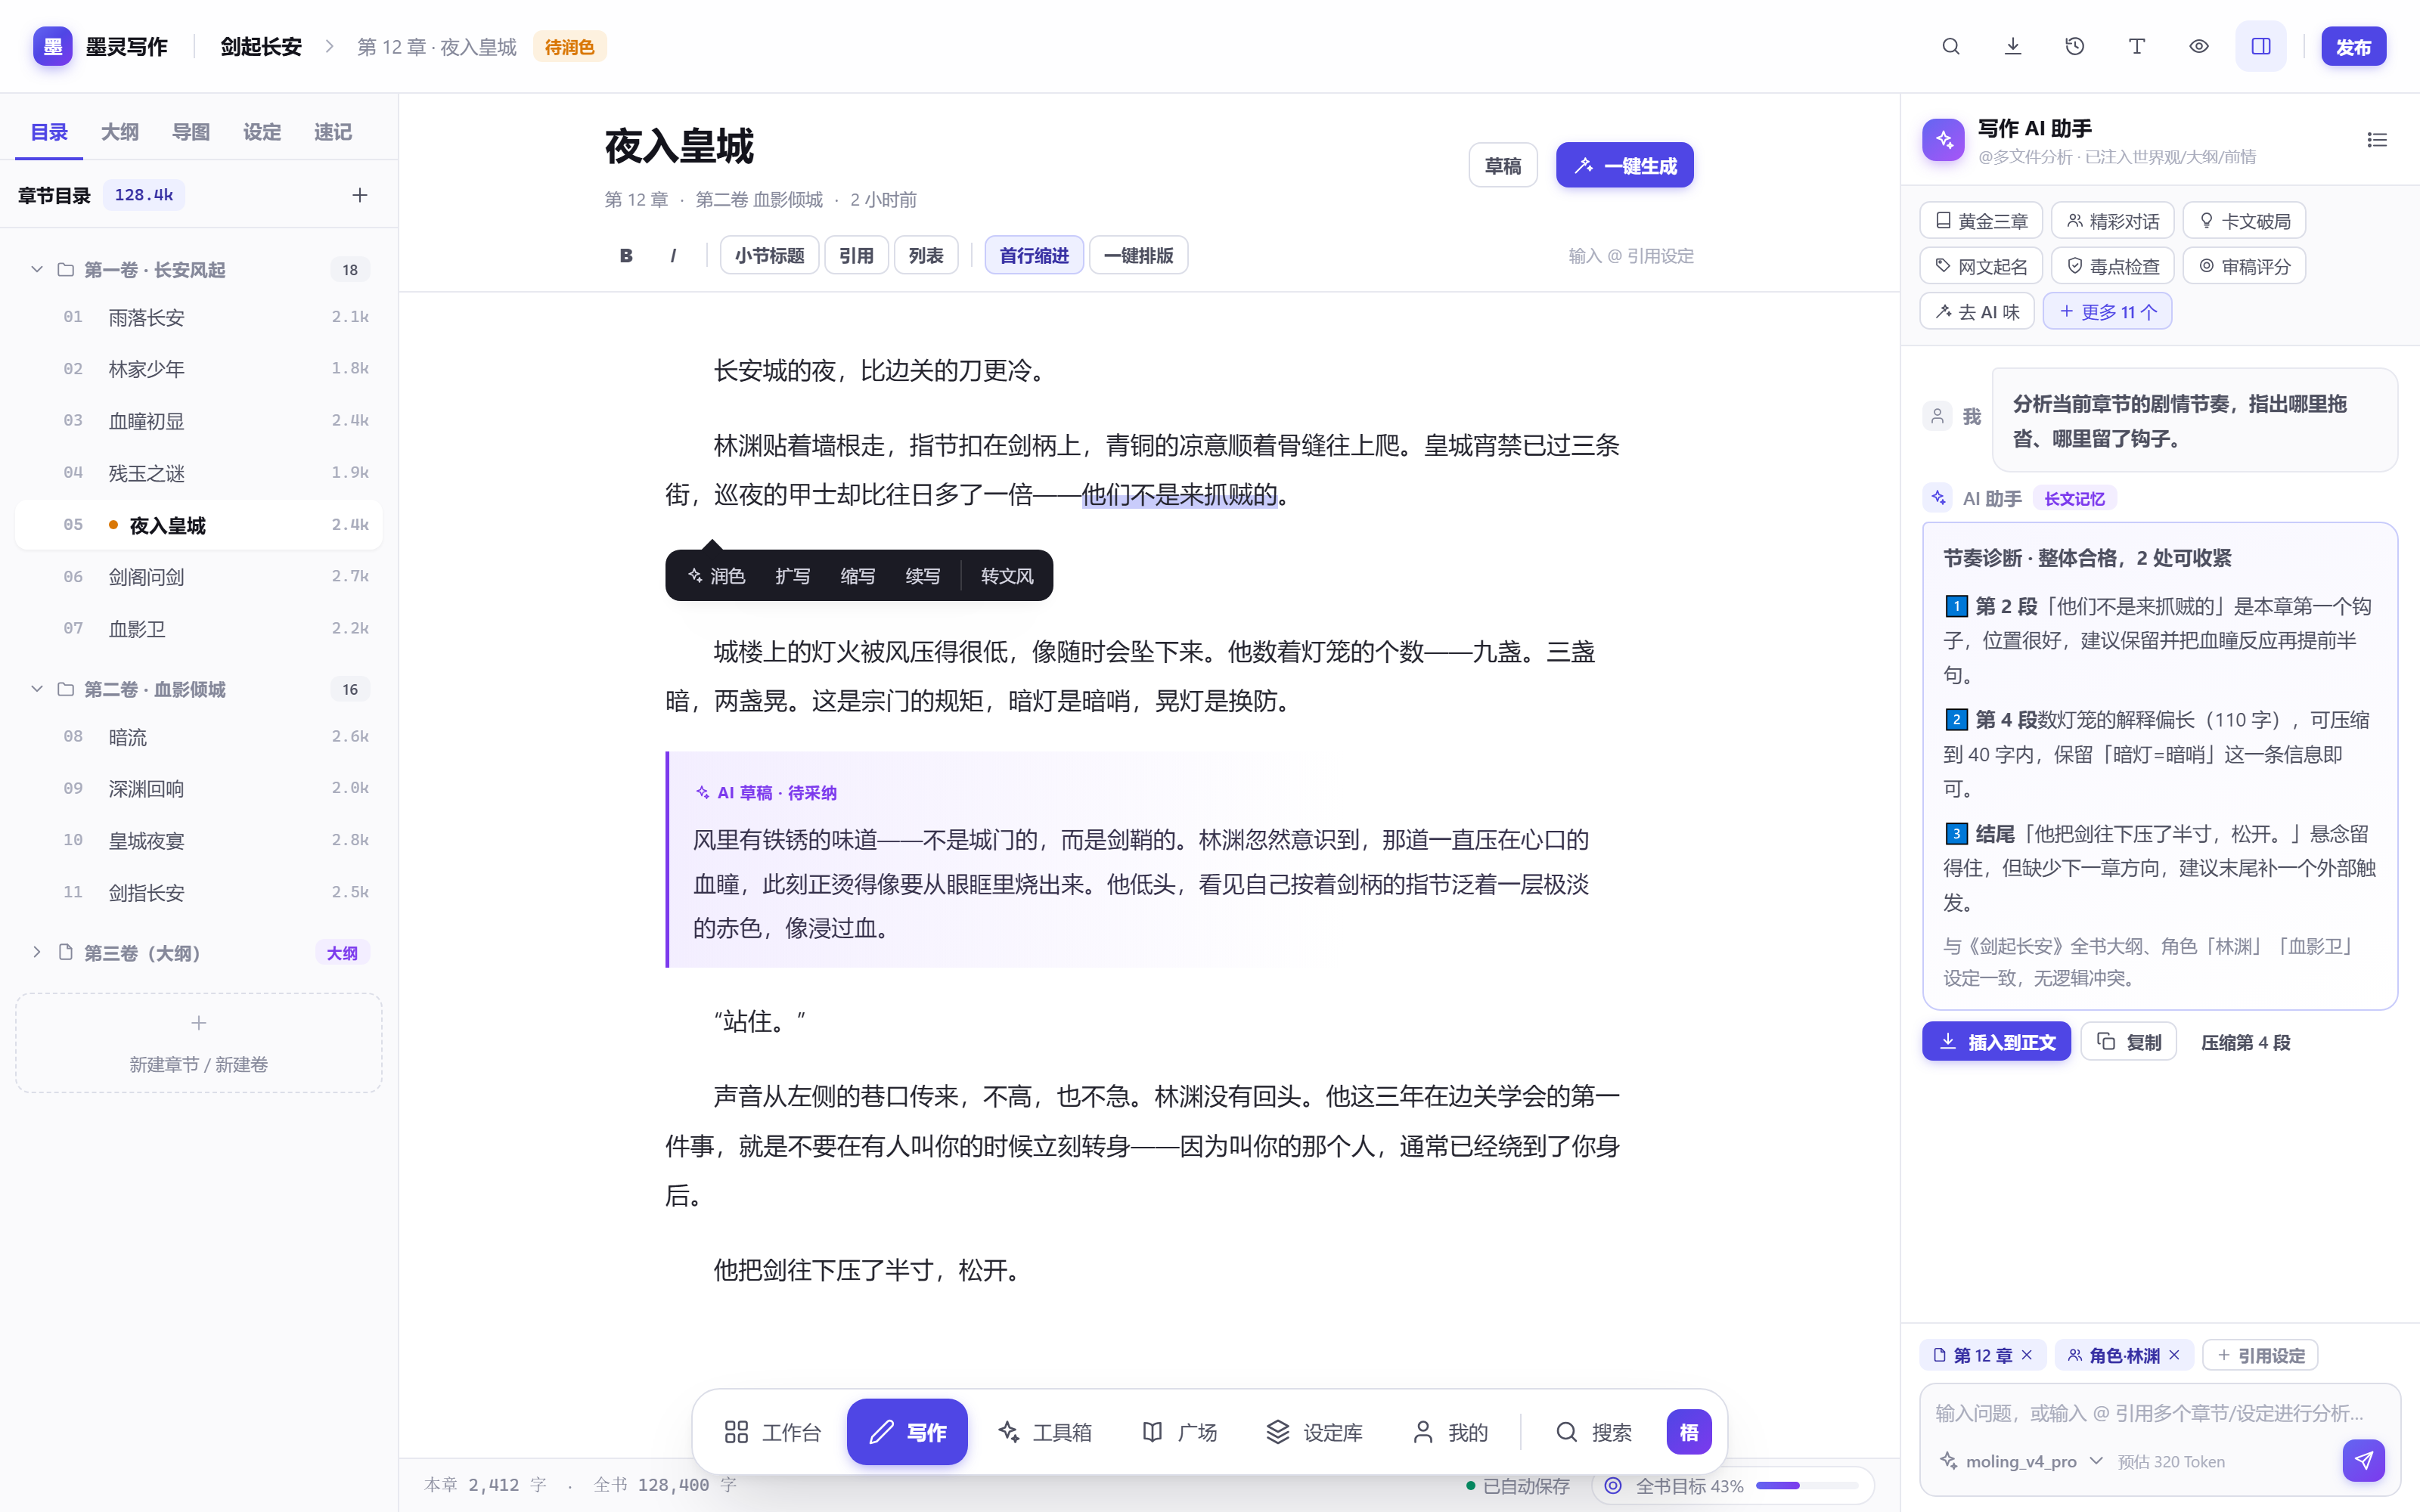 墨 墨灵写作 剑起长安 第 12 章 · 夜入皇城 待润色 发布
目录 大纲 导图 设定 速记
章节目录 128.4k
第一卷 · 长安风起 18
01 雨落长安 2.1k
02 林家少年 1.8k
03 血瞳初显 2.4k
04 残玉之谜 1.9k
05 夜入皇城 2.4k
06 剑阁问剑 2.7k
07 血影卫 2.2k
第二卷 · 血影倾城 16
08 暗流 2.6k
09 深渊回响 2.0k
10 皇城夜宴 2.8k
11 剑指长安 2.5k
第三卷（大纲） 大纲
新建章节 / 新建卷
夜入皇城
第 12 章 · 第二卷 血影倾城 · 2 小时前
草稿 一键生成
B I 小节标题 引用 列表 首行缩进 一键排版 输入 @ 引用设定
长安城的夜，比边关的刀更冷。
林渊贴着墙根走，指节扣在剑柄上，青铜的凉意顺着骨缝往上爬。皇城宵禁已过三条
街，巡夜的甲士却比往日多了一倍——他们不是来抓贼的。
润色 扩写 缩写 续写 转文风
城楼上的灯火被风压得很低，像随时会坠下来。他数着灯笼的个数——九盏。三盏
暗，两盏晃。这是宗门的规矩，暗灯是暗哨，晃灯是换防。
AI 草稿 · 待采纳
风里有铁锈的味道——不是城门的，而是剑鞘的。林渊忽然意识到，那道一直压在心口的
血瞳，此刻正烫得像要从眼眶里烧出来。他低头，看见自己按着剑柄的指节泛着一层极淡
的赤色，像浸过血。
“站住。”
声音从左侧的巷口传来，不高，也不急。林渊没有回头。他这三年在边关学会的第一
件事，就是不要在有人叫你的时候立刻转身——因为叫你的那个人，通常已经绕到了你身
后。
他把剑往下压了半寸，松开。
工作台 写作 工具箱 广场 设定库 我的 搜索 梧
本章 2,412 字 · 全书 128,400 字 已自动保存 全书目标 43%
写作 AI 助手
@多文件分析 · 已注入世界观/大纲/前情
黄金三章 精彩对话 卡文破局
网文起名 毒点检查 审稿评分
去 AI 味 更多 11 个
我
分析当前章节的剧情节奏，指出哪里拖
沓、哪里留了钩子。
AI 助手 长文记忆
节奏诊断 · 整体合格，2 处可收紧
1 第 2 段「他们不是来抓贼的」是本章第一个钩
子，位置很好，建议保留并把血瞳反应再提前半
句。
2 第 4 段数灯笼的解释偏长（110 字），可压缩
到 40 字内，保留「暗灯=暗哨」这一条信息即
可。
3 结尾「他把剑往下压了半寸，松开。」悬念留
得住，但缺少下一章方向，建议末尾补一个外部触
发。
与《剑起长安》全书大纲、角色「林渊」「血影卫」
设定一致，无逻辑冲突。
插入到正文 复制 压缩第 4 段
第 12 章 角色·林渊 引用设定
输入问题，或输入 @ 引用多个章节/设定进行分析...
moling_v4_pro 预估 320 Token